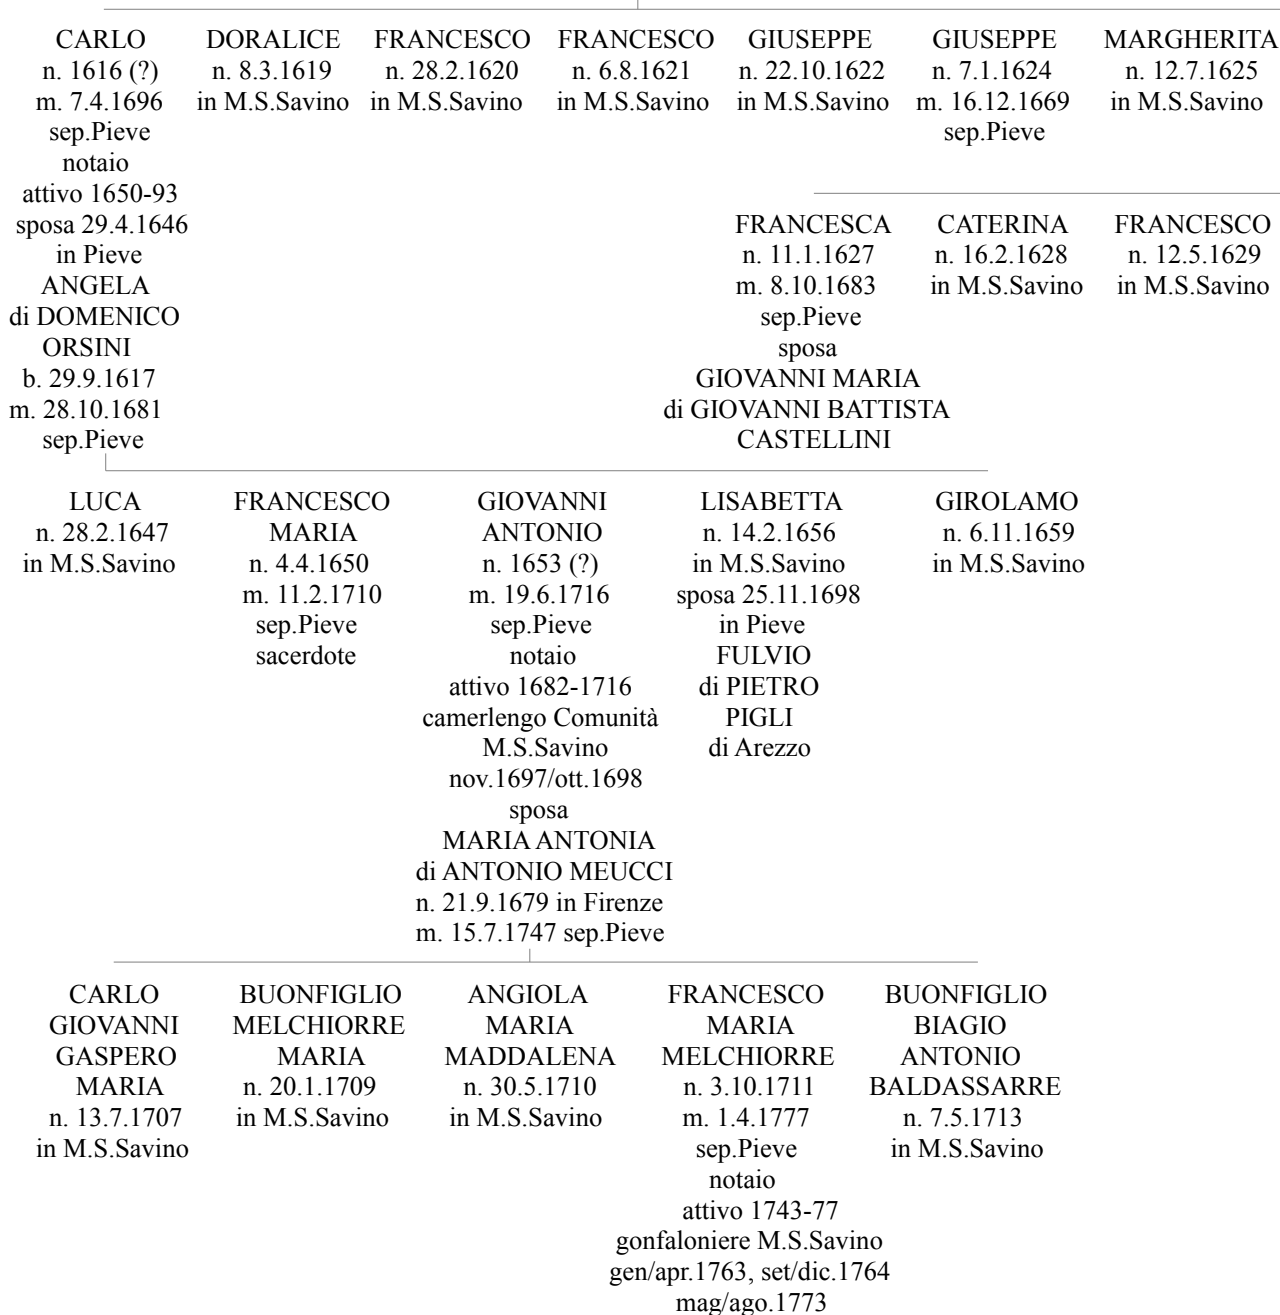 CARLO
n. 1616 (?)
m. 7.4.1696
sep.Pieve
notaio
attivo 1650-93
sposa 29.4.1646
in Pieve
ANGELA
di DOMENICO
ORSINI
b. 29.9.1617
m. 28.10.1681
sep.Pieve
DORALICE
n. 8.3.1619
in M.S.Savino
FRANCESCO
n. 28.2.1620
in M.S.Savino
FRANCESCO
n. 6.8.1621
in M.S.Savino
GIUSEPPE
n. 22.10.1622
in M.S.Savino
GIUSEPPE
n. 7.1.1624
m. 16.12.1669
sep.Pieve
MARGHERITA
n. 12.7.1625
in M.S.Savino
FRANCESCA
n. 11.1.1627
m. 8.10.1683
sep.Pieve
sposa
GIOVANNI MARIA
di GIOVANNI BATTISTA
CASTELLINI
CATERINA
n. 16.2.1628
in M.S.Savino
FRANCESCO
n. 12.5.1629
in M.S.Savino
LUCA
n. 28.2.1647
in M.S.Savino
FRANCESCO
MARIA
n. 4.4.1650
m. 11.2.1710
sep.Pieve
sacerdote
GIOVANNI
ANTONIO
n. 1653 (?)
m. 19.6.1716
sep.Pieve
notaio
attivo 1682-1716
camerlengo Comunità
M.S.Savino
nov.1697/ott.1698
sposa
MARIA ANTONIA
di ANTONIO MEUCCI
n. 21.9.1679 in Firenze
m. 15.7.1747 sep.Pieve
LISABETTA
n. 14.2.1656
in M.S.Savino
sposa 25.11.1698
in Pieve
FULVIO
di PIETRO
PIGLI
di Arezzo
GIROLAMO
n. 6.11.1659
in M.S.Savino
CARLO
GIOVANNI
GASPERO
MARIA
n. 13.7.1707
in M.S.Savino
BUONFIGLIO
MELCHIORRE
MARIA
n. 20.1.1709
in M.S.Savino
ANGIOLA
MARIA
MADDALENA
n. 30.5.1710
in M.S.Savino
FRANCESCO
MARIA
MELCHIORRE
n. 3.10.1711
m. 1.4.1777
sep.Pieve
notaio
attivo 1743-77
gonfaloniere M.S.Savino
gen/apr.1763, set/dic.1764
mag/ago.1773
BUONFIGLIO
BIAGIO
ANTONIO
BALDASSARRE
n. 7.5.1713
in M.S.Savino